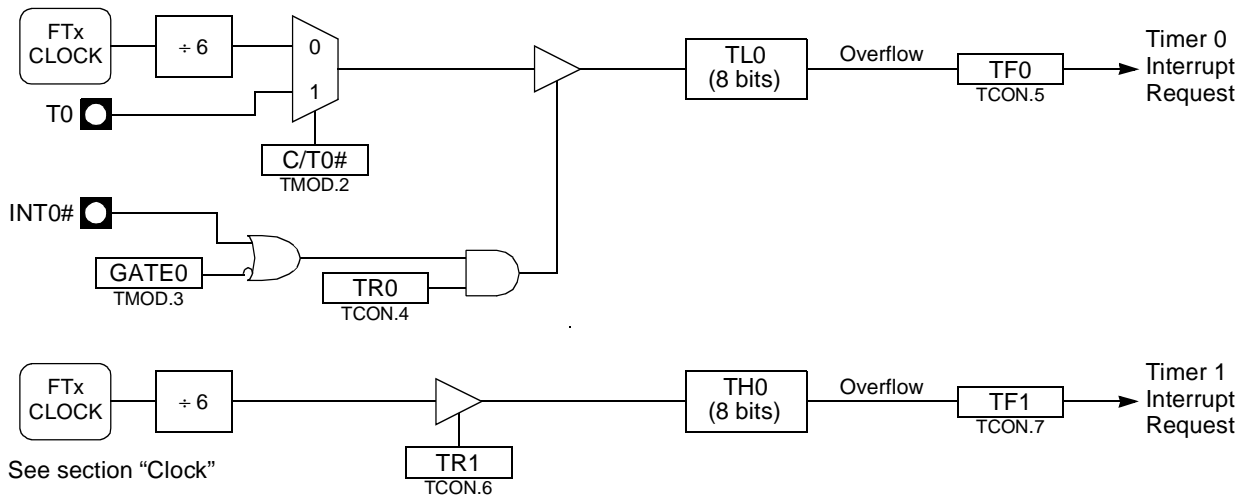 FTx
CLOCK
÷ 6
0
1
T0
C/T0#
TMOD.2
TL0
(8 bits)
Overflow
TF0
TCON.5
Timer 0
Interrupt
Request
INT0#
GATE0
TMOD.3
TR0
TCON.4
FTx
CLOCK
÷ 6
TR1
TCON.6
TH0
(8 bits)
Overflow
TF1
TCON.7
Timer 1
Interrupt
Request
See section “Clock”